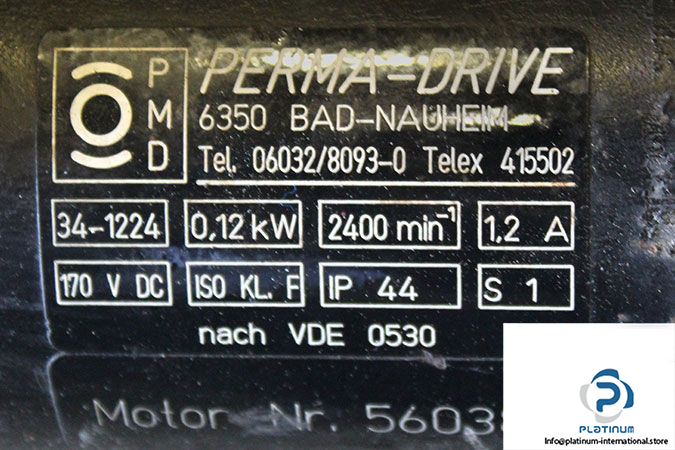 PMD
PERMA-DRIVE
6350 BAD-NAUHEIM
Tel. 06032/8093-0 Telex 415502
34-1224 0,12 kW 2400 min⁻¹ 1,2 A
170 V DC ISO KL. F IP 44 S 1
nach VDE 0530
Motor Nr.
PLATINUM
Info@platinum-international.store